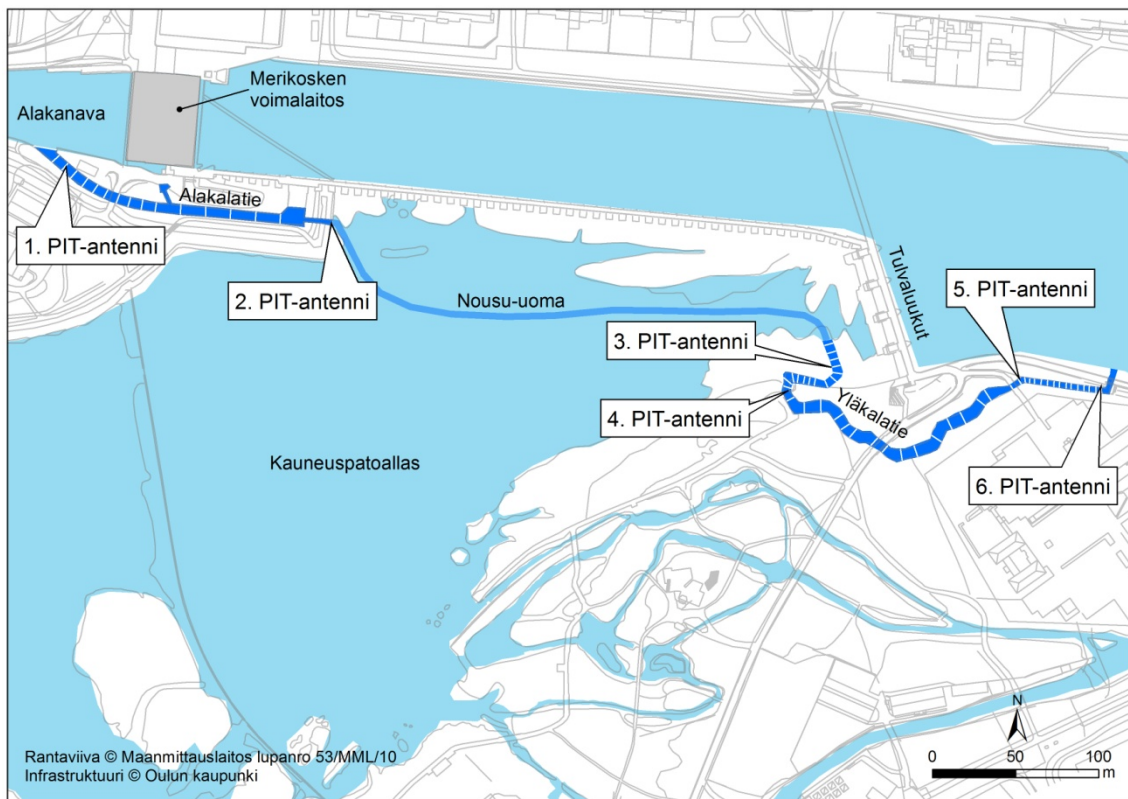 Merikosken
voimalaitos
Alakanava
Alakalatie
1. PIT-antenni
2. PIT-antenni
Nousu-uoma
Tulvaluukut
5. PIT-antenni
3. PIT-antenni
4. PIT-antenni
Yläkalatie
6. PIT-antenni
Kauneuspatoallas
N
0 50 100
m
Rantaviiva © Maanmittauslaitos lupanro 53/MML/10
Infrastruktuuri © Oulun kaupunki